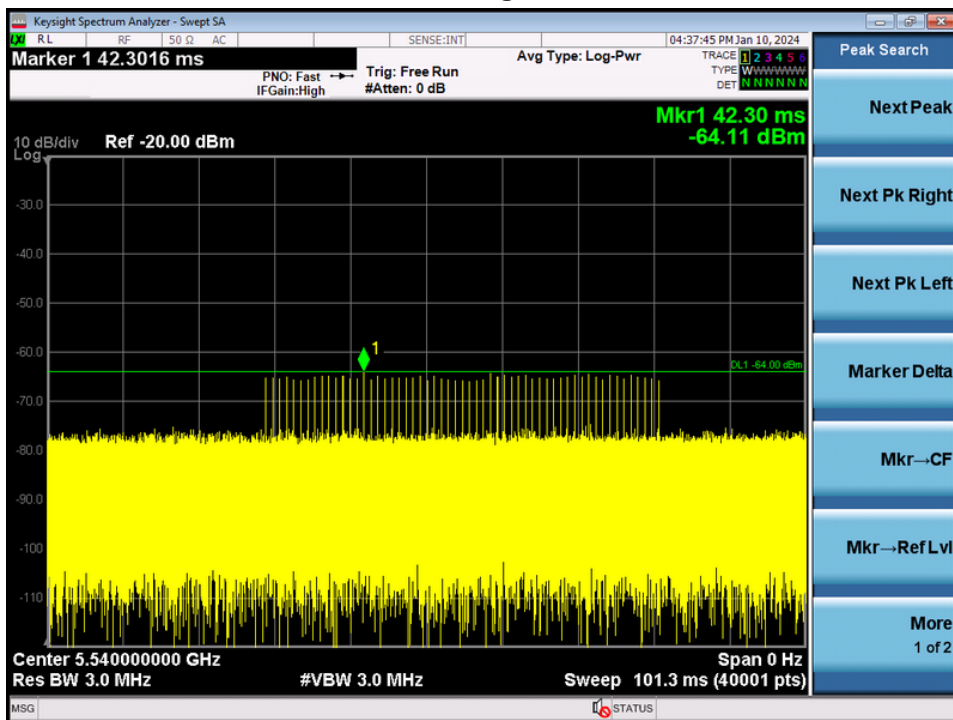 Keysight Spectrum Analyzer - Swept SA
LXI RL RF 50 Ω AC SENSE:INT 04:37:45 PM Jan 10, 2024
Marker 1 42.3016 ms
PNO: Fast
IFGain:High
Trig: Free Run
#Atten: 0 dB
Avg Type: Log-Pwr
TRACE 1 2 3 4 5 6
TYPE WWWWWW
DET N N N N N N
Peak Search
Mkr1 42.30 ms
-64.11 dBm
10 dB/div Ref -20.00 dBm
Log
-30.0
-40.0
-50.0
-60.0
1
DL1 -64.00 dBm
-70.0
-80.0
-90.0
-100
-110
Center 5.540000000 GHz Span 0 Hz
Res BW 3.0 MHz #VBW 3.0 MHz Sweep 101.3 ms (40001 pts)
MSG STATUS
Next Peak
Next Pk Right
Next Pk Left
Marker Delta
Mkr→CF
Mkr→Ref Lvl
More
1 of 2